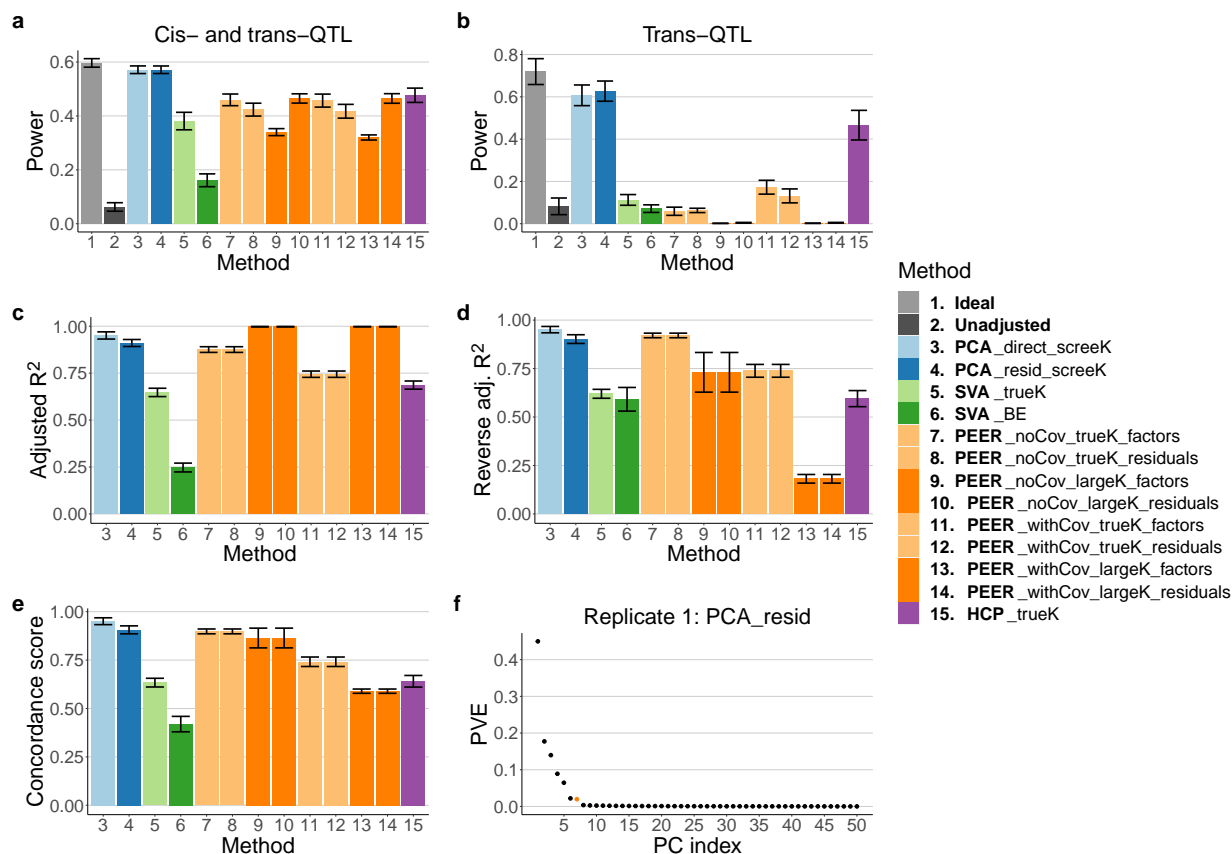 a
Cis− and trans−QTL
Power
0.6
0.4
0.2
0.0
1 2 3 4 5 6 7 8 9 10 11 12 13 14 15
Method
b
Trans−QTL
Power
0.8
0.6
0.4
0.2
0.0
1 2 3 4 5 6 7 8 9 10 11 12 13 14 15
Method
c
Adjusted R²
1.00
0.75
0.50
0.25
0.00
3 4 5 6 7 8 9 10 11 12 13 14 15
Method
d
Reverse adj. R²
1.00
0.75
0.50
0.25
0.00
3 4 5 6 7 8 9 10 11 12 13 14 15
Method
e
Concordance score
1.00
0.75
0.50
0.25
0.00
3 4 5 6 7 8 9 10 11 12 13 14 15
Method
f
Replicate 1: PCA_resid
PVE
0.4
0.3
0.2
0.1
0.0
5 10 15 20 25 30 35 40 45 50
PC index
Method
1. Ideal
2. Unadjusted
3. PCA_direct_screeK
4. PCA_resid_screeK
5. SVA_trueK
6. SVA_BE
7. PEER_noCov_trueK_factors
8. PEER_noCov_trueK_residuals
9. PEER_noCov_largeK_factors
10. PEER_noCov_largeK_residuals
11. PEER_withCov_trueK_factors
12. PEER_withCov_trueK_residuals
13. PEER_withCov_largeK_factors
14. PEER_withCov_largeK_residuals
15. HCP_trueK